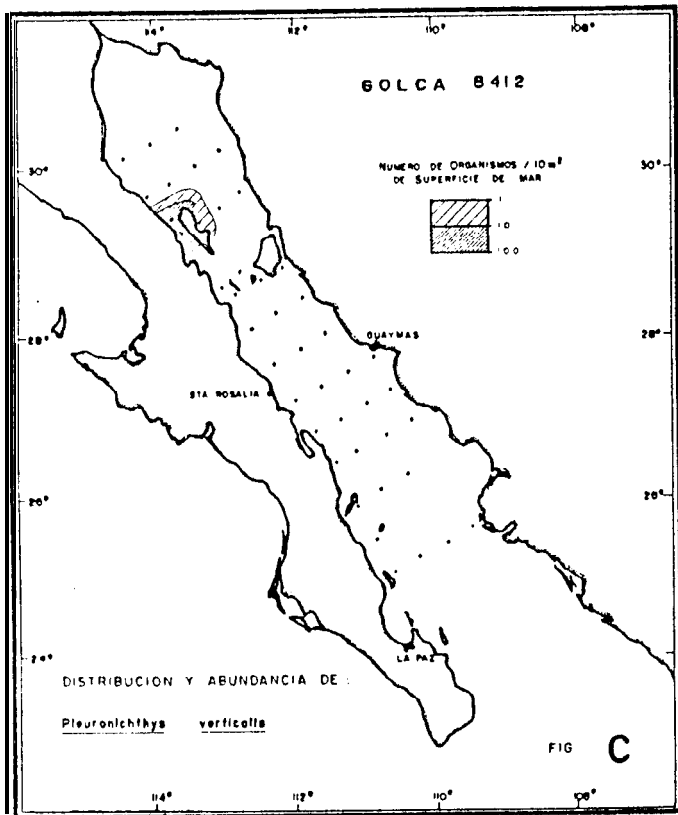 114° 112° 110° 108°
GOLCA 8412
NUMERO DE ORGANISMOS / 10 m²
DE SUPERFICIE DE MAR
1
10
100
30° 30°
GUAYMAS
28° 28°
STA ROSALIA
26° 26°
24°
LA PAZ
DISTRIBUCION Y ABUNDANCIA DE :
Pleuronichthys verticalis
FIG C
114° 112° 110° 108°